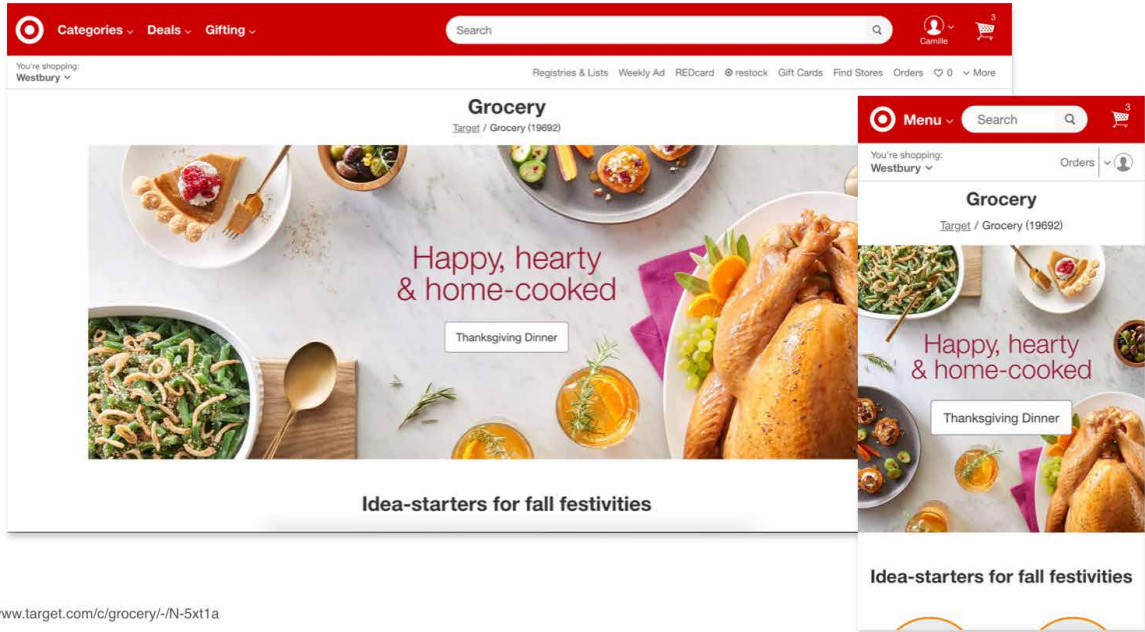 Categories Deals Gifting Search Camille 3
You're shopping:
Westbury
Registries & Lists Weekly Ad REDcard restock Gift Cards Find Stores Orders 0 More
Grocery
Target / Grocery (19692)
Happy, hearty
& home-cooked
Thanksgiving Dinner
Idea-starters for fall festivities
Menu Search 3
You're shopping:
Westbury
Orders
Grocery
Target / Grocery (19692)
Happy, hearty
& home-cooked
Thanksgiving Dinner
Idea-starters for fall festivities
ww.target.com/c/grocery/-/N-5xt1a